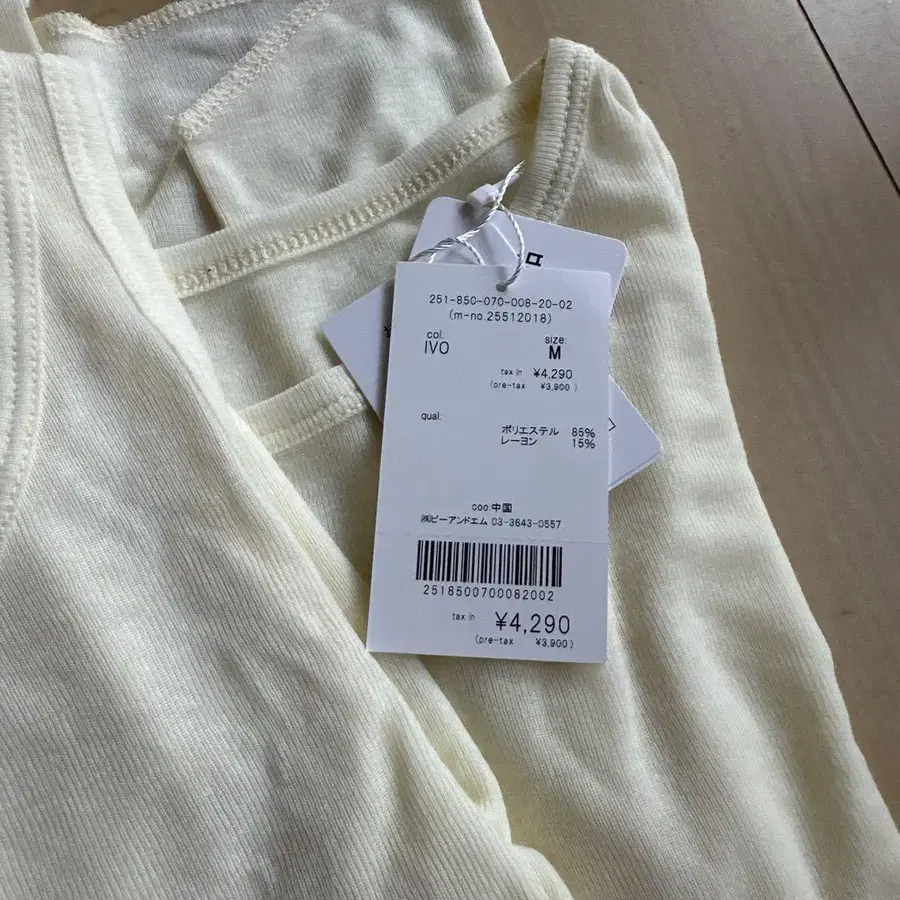 251-850-070-008-20-02
(m-no.25512018)
col: size:
IVO M
tax in ¥4,290
(pre-tax ¥3,900 )
qual:
ポリエステル 85%
レーヨン 15%
coo:中国
㈱ビーアンドエム 03-3643-0557
2518500700082002
tax in ¥4,290
(pre-tax ¥3,900)